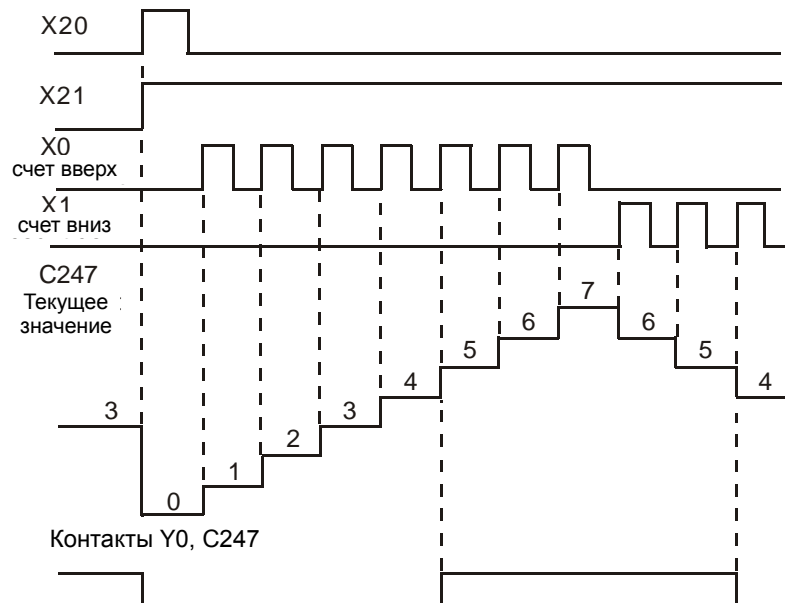 X20
X21
X0
счет вверх
X1
счет вниз
C247
Текущее
значение
7
6
6
5
5
4
4
3
3
2
1
0
Контакты Y0, C247